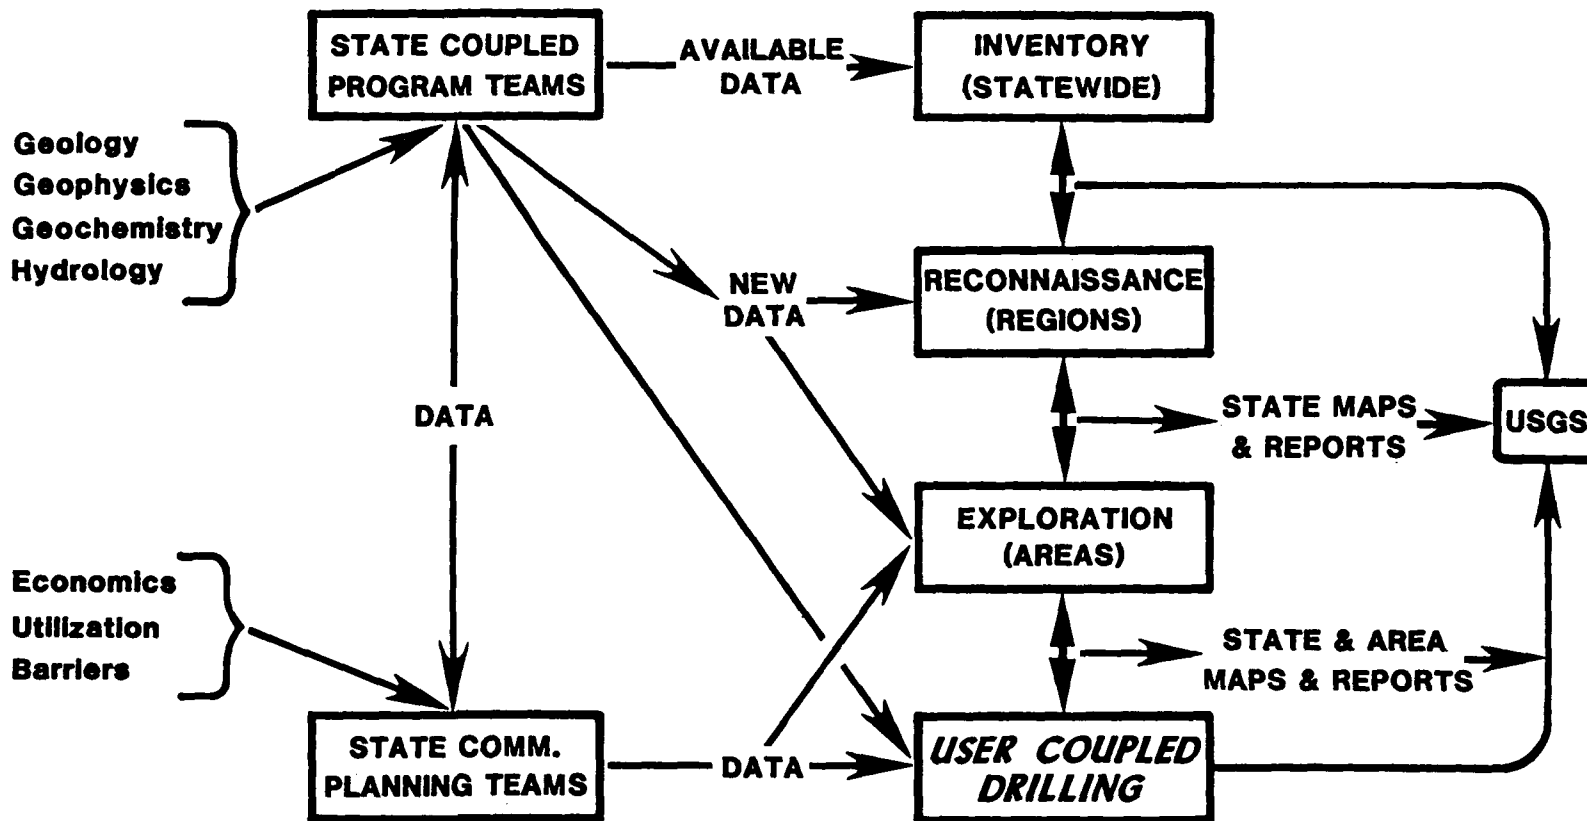 STATE COUPLED
PROGRAM TEAMS
AVAILABLE
DATA
INVENTORY
(STATEWIDE)
Geology
Geophysics
Geochemistry
Hydrology
NEW
DATA
RECONNAISSANCE
(REGIONS)
DATA
STATE MAPS
& REPORTS
USGS
EXPLORATION
(AREAS)
Economics
Utilization
Barriers
STATE & AREA
MAPS & REPORTS
STATE COMM.
PLANNING TEAMS
DATA
USER COUPLED
DRILLING